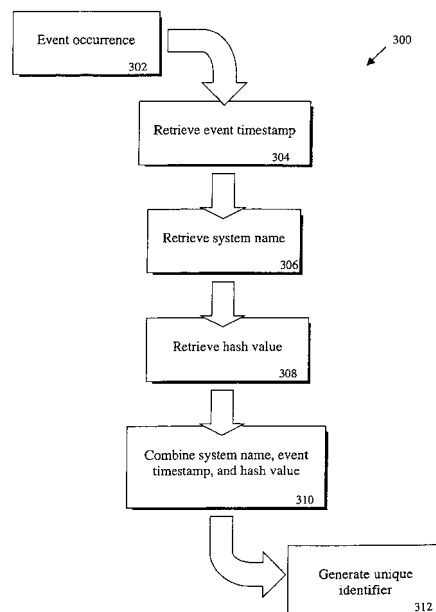 Event occurrence
302
300
Retrieve event timestamp
304
Retrieve system name
306
Retrieve hash value
308
Combine system name, event
timestamp, and hash value
310
Generate unique
identifier
312